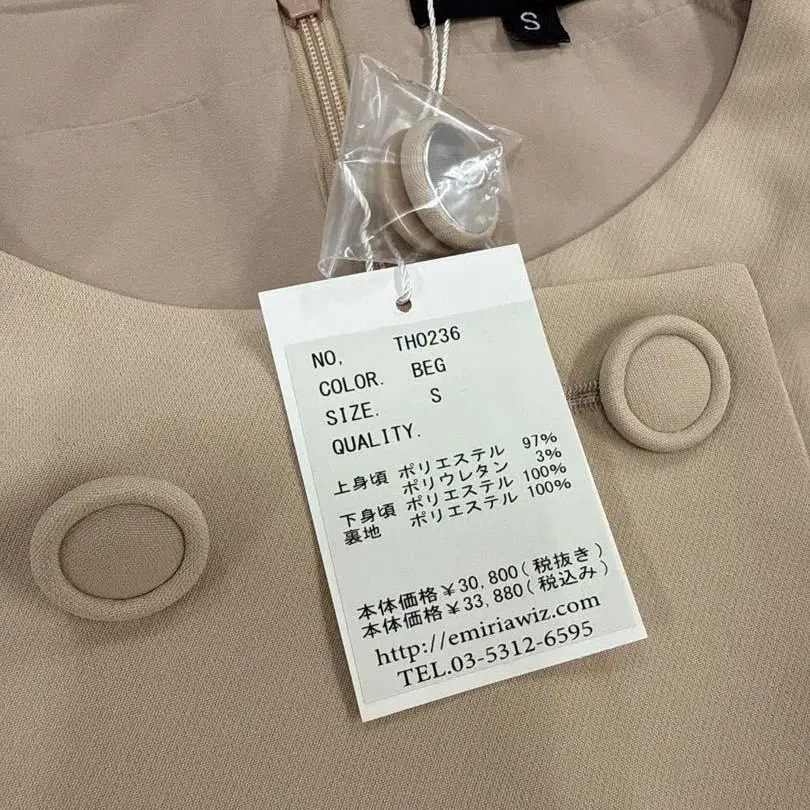 S
NO, TH0236
COLOR. BEG
SIZE. S
QUALITY.
上身頃 ポリエステル 97%
ポリウレタン 3%
下身頃 ポリエステル 100%
裏地 ポリエステル 100%
本体価格¥30,800(税抜き)
本体価格¥33,880(税込み)
http://emiriawiz.com
TEL.03-5312-6595